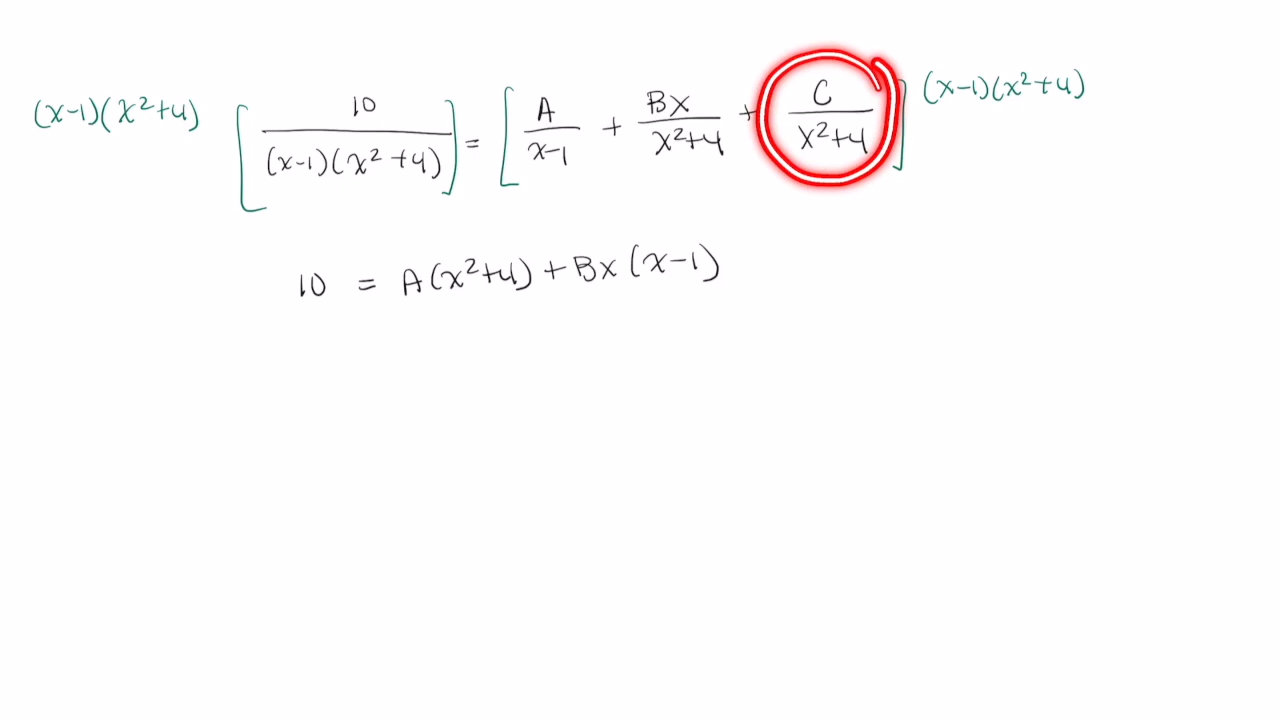 (x-1)(x²+4) [10/((x-1)(x²+4))] = [A/(x-1) + Bx/(x²+4) + C/(x²+4)] (x-1)(x²+4)
10 = A(x²+4) + Bx(x-1)